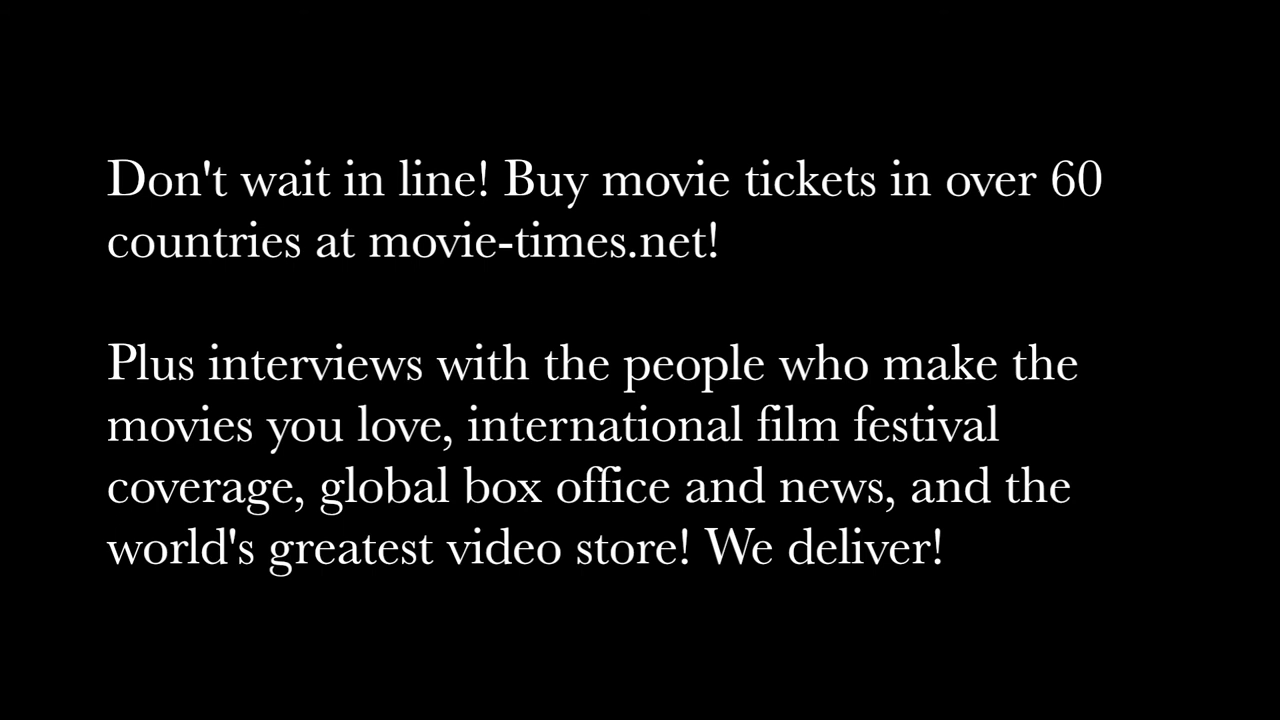 Don't wait in line! Buy movie tickets in over 60
countries at movie-times.net!
Plus interviews with the people who make the
movies you love, international film festival
coverage, global box office and news, and the
world's greatest video store! We deliver!